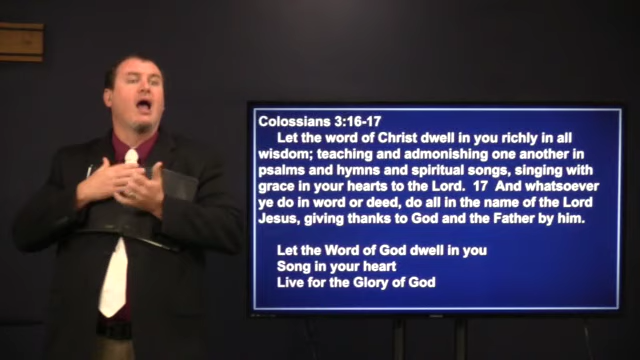 Colossians 3:16-17
Let the word of Christ dwell in you richly in all
wisdom; teaching and admonishing one another in
psalms and hymns and spiritual songs, singing with
grace in your hearts to the Lord.  17  And whatsoever
ye do in word or deed, do all in the name of the Lord
Jesus, giving thanks to God and the Father by him.
Let the Word of God dwell in you
Song in your heart
Live for the Glory of God